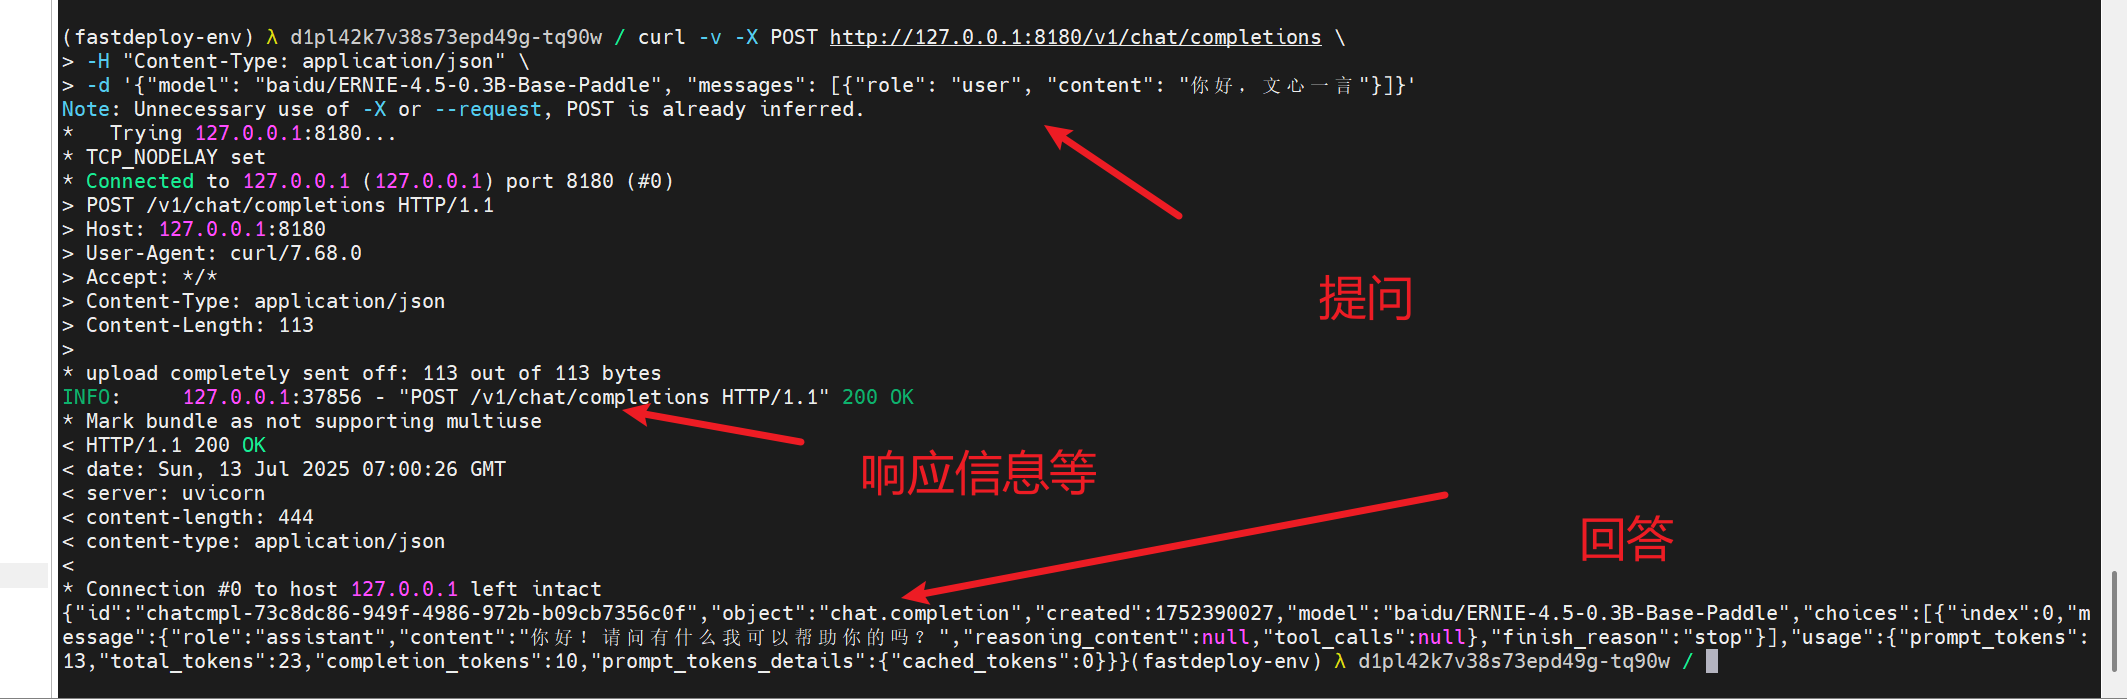 (fastdeploy-env) λ d1pl42k7v38s73epd49g-tq90w / curl -v -X POST http://127.0.0.1:8180/v1/chat/completions \
> -H "Content-Type: application/json" \
> -d '{"model": "baidu/ERNIE-4.5-0.3B-Base-Paddle", "messages": [{"role": "user", "content": "你好，文心一言"}]}'
Note: Unnecessary use of -X or --request, POST is already inferred.
*   Trying 127.0.0.1:8180...
* TCP_NODELAY set
* Connected to 127.0.0.1 (127.0.0.1) port 8180 (#0)
> POST /v1/chat/completions HTTP/1.1
> Host: 127.0.0.1:8180
> User-Agent: curl/7.68.0
> Accept: */*
提问
> Content-Type: application/json
> Content-Length: 113
>
* upload completely sent off: 113 out of 113 bytes
INFO:     127.0.0.1:37856 - "POST /v1/chat/completions HTTP/1.1" 200 OK
* Mark bundle as not supporting multiuse
< HTTP/1.1 200 OK
< date: Sun, 13 Jul 2025 07:00:26 GMT
响应信息等
< server: uvicorn
< content-length: 444
< content-type: application/json
回答
<
* Connection #0 to host 127.0.0.1 left intact
{"id":"chatcmpl-73c8dc86-949f-4986-972b-b09cb7356c0f","object":"chat.completion","created":1752390027,"model":"baidu/ERNIE-4.5-0.3B-Base-Paddle","choices":[{"index":0,"m
essage":{"role":"assistant","content":"你好！请问有什么我可以帮助你的吗？","reasoning_content":null,"tool_calls":null},"finish_reason":"stop"}],"usage":{"prompt_tokens":
13,"total_tokens":23,"completion_tokens":10,"prompt_tokens_details":{"cached_tokens":0}}}(fastdeploy-env) λ d1pl42k7v38s73epd49g-tq90w /